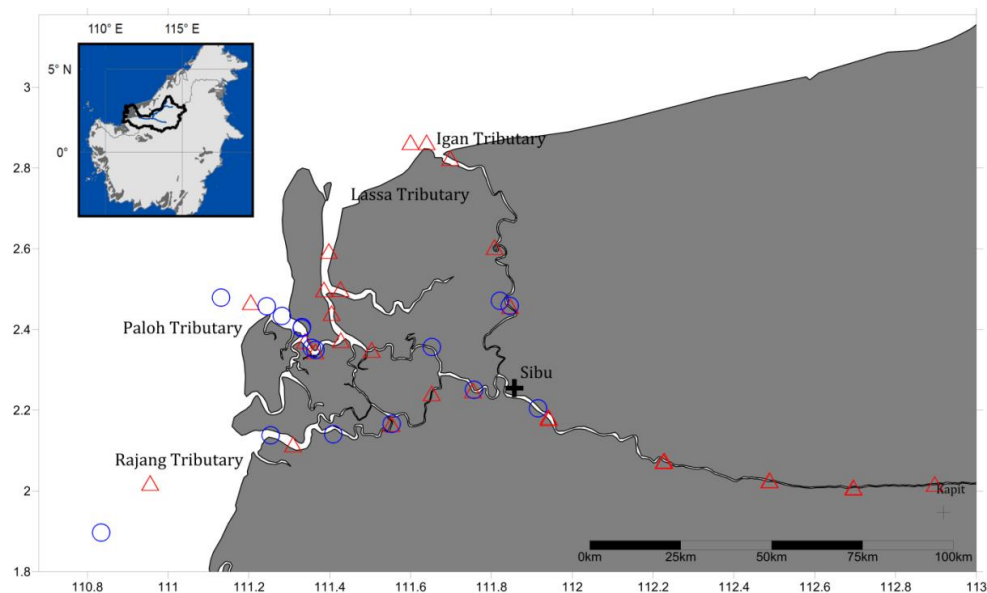 110° E 115° E
5° N
0°
3
2.8
2.6
2.4
2.2
2
1.8
Igan Tributary
Lassa Tributary
Paloh Tributary
Sibu
Rajang Tributary
Kapit
0km 25km 50km 75km 100km
110.8 111 111.2 111.4 111.6 111.8 112 112.2 112.4 112.6 112.8 113